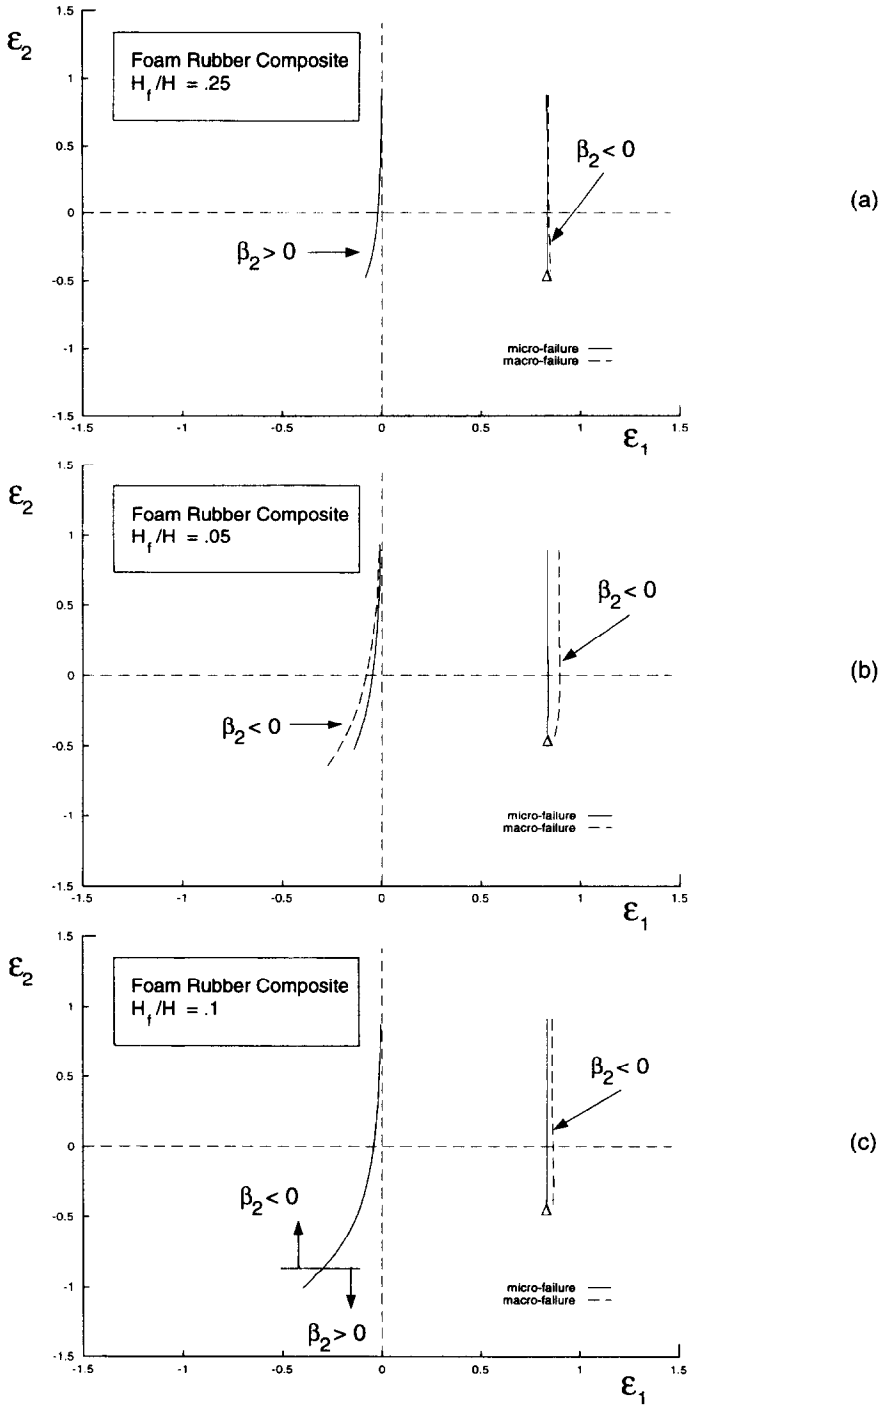 ε2
1.5
1
0.5
0
-0.5
-1
-1.5
Foam Rubber Composite
Hf/H = .25
β2 > 0
β2 < 0
Δ
micro-failure
macro-failure
-1.5 -1 -0.5 0 0.5 1 1.5
ε1
(a)
ε2
1.5
1
0.5
0
-0.5
-1
-1.5
Foam Rubber Composite
Hf/H = .05
β2 < 0
β2 < 0
Δ
micro-failure
macro-failure
-1.5 -1 -0.5 0 0.5 1 1.5
ε1
(b)
ε2
1.5
1
0.5
0
-0.5
-1
-1.5
Foam Rubber Composite
Hf/H = .1
β2 < 0
β2 < 0
β2 > 0
Δ
micro-failure
macro-failure
-1.5 -1 -0.5 0 0.5 1 1.5
ε1
(c)